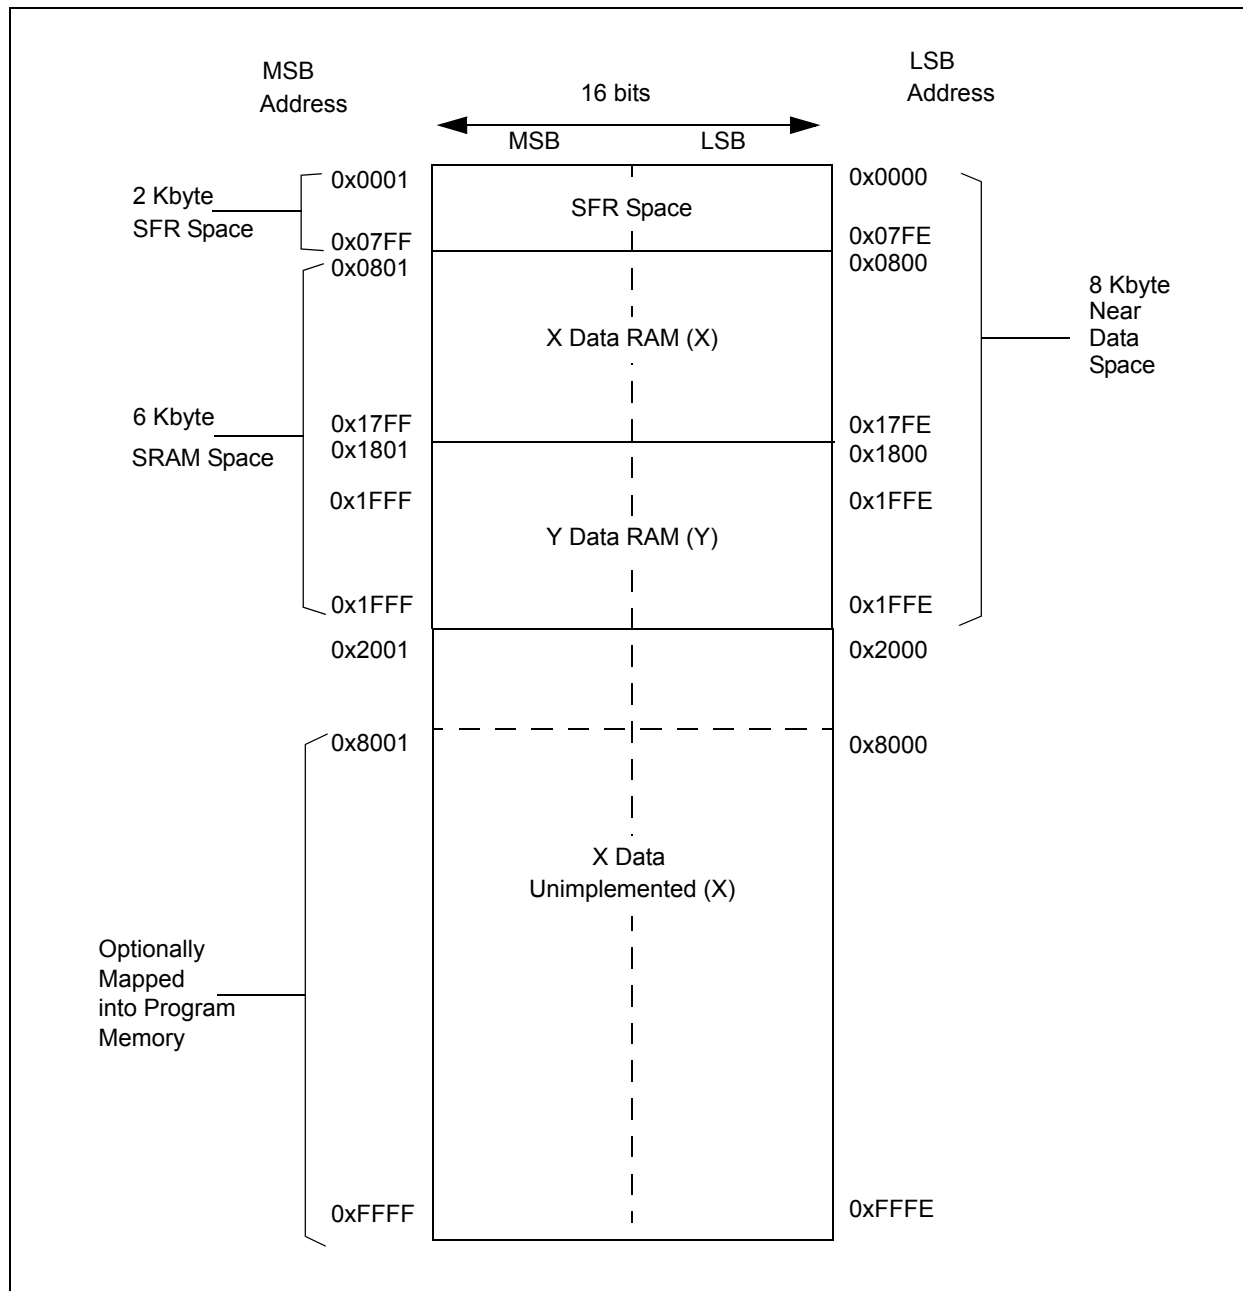 MSB
Address
LSB
Address
16 bits
MSB LSB
0x0001
0x0000
2 Kbyte
SFR Space
SFR Space
0x07FF
0x07FE
0x0801
0x0800
8 Kbyte
Near
Data
Space
X Data RAM (X)
6 Kbyte
SRAM Space
0x17FF
0x17FE
0x1801
0x1800
0x1FFF
0x1FFE
Y Data RAM (Y)
0x1FFF
0x1FFE
0x2001
0x2000
0x8001
0x8000
X Data
Unimplemented (X)
Optionally
Mapped
into Program
Memory
0xFFFF
0xFFFE